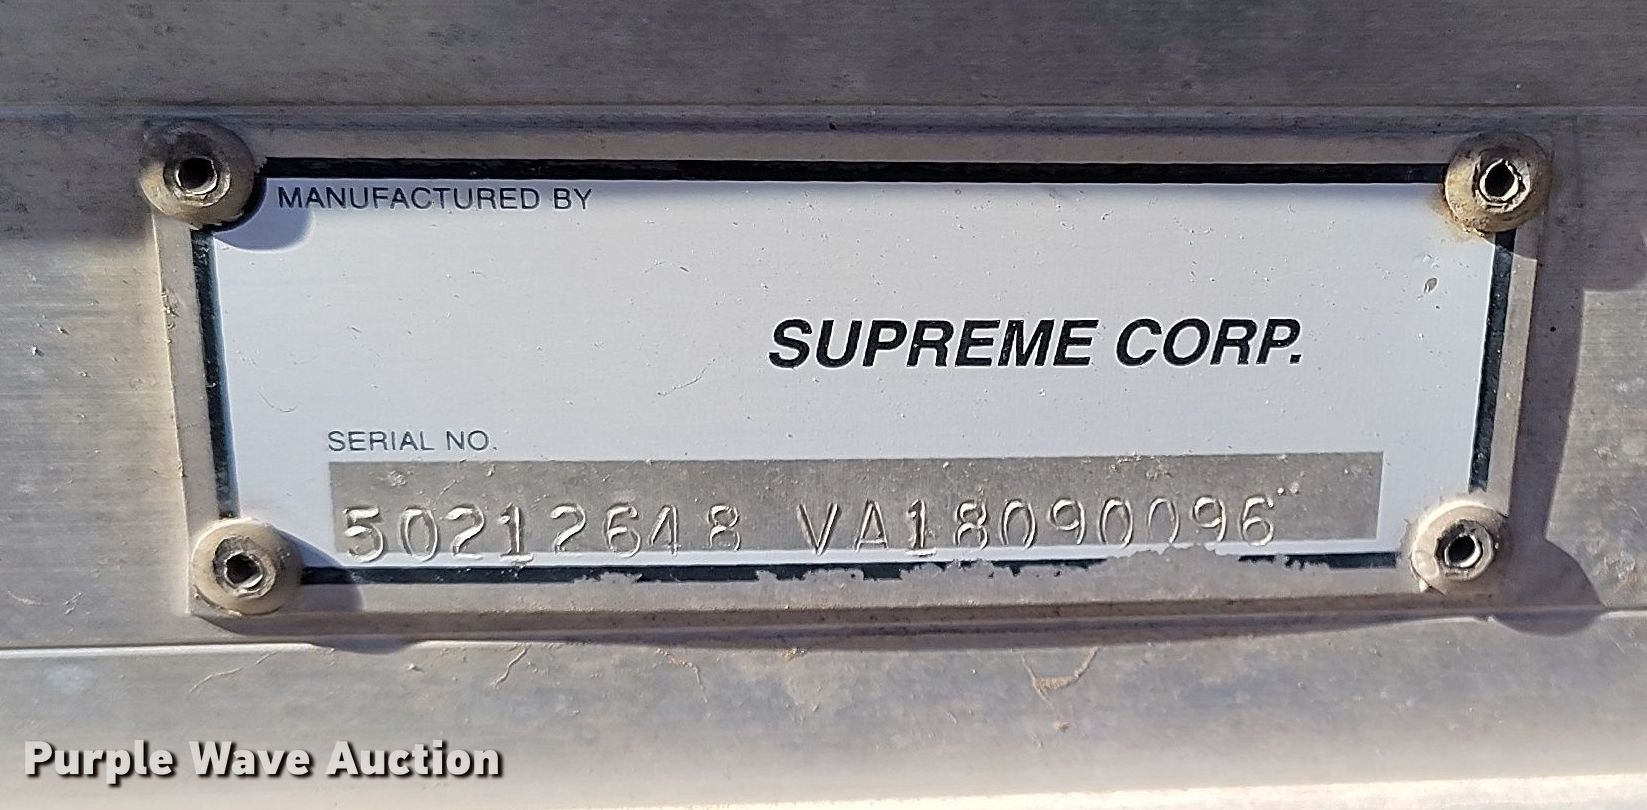 MANUFACTURED BY
SUPREME CORP.
SERIAL NO.
50212648 VA18090096
Purple Wave Auction